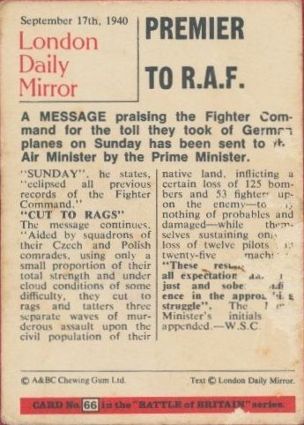 September 17th, 1940
London
Daily
Mirror
PREMIER
TO R.A.F.
A MESSAGE praising the Fighter Com-
mand for the toll they took of German
planes on Sunday has been sent to
Air Minister by the Prime Minister.
"SUNDAY", he states,
"eclipsed all previous
records of the Fighter
Command."
"CUT TO RAGS"
The message continues,
"Aided by squadrons of
their Czech and Polish
comrades, using only a
small proportion of their
total strength and under
cloud conditions of some
difficulty, they cut to
rags and tatters three
separate waves of mur-
derous assault upon the
civil population of their
native land, inflicting a
certain loss of 125 bom-
bers and 53 fighters up-
on the enemy—to
nothing of probables and
damaged—while them-
selves sustaining only
loss of twelve pilots
twenty-five
"These
all expectation
just and sober
ence in the
struggle". The
Minister's initials
appended.—W.S.C.
© A&BC Chewing Gum Ltd.
Text © London Daily Mirror.
CARD No. 66 in the "BATTLE of BRITAIN" series.